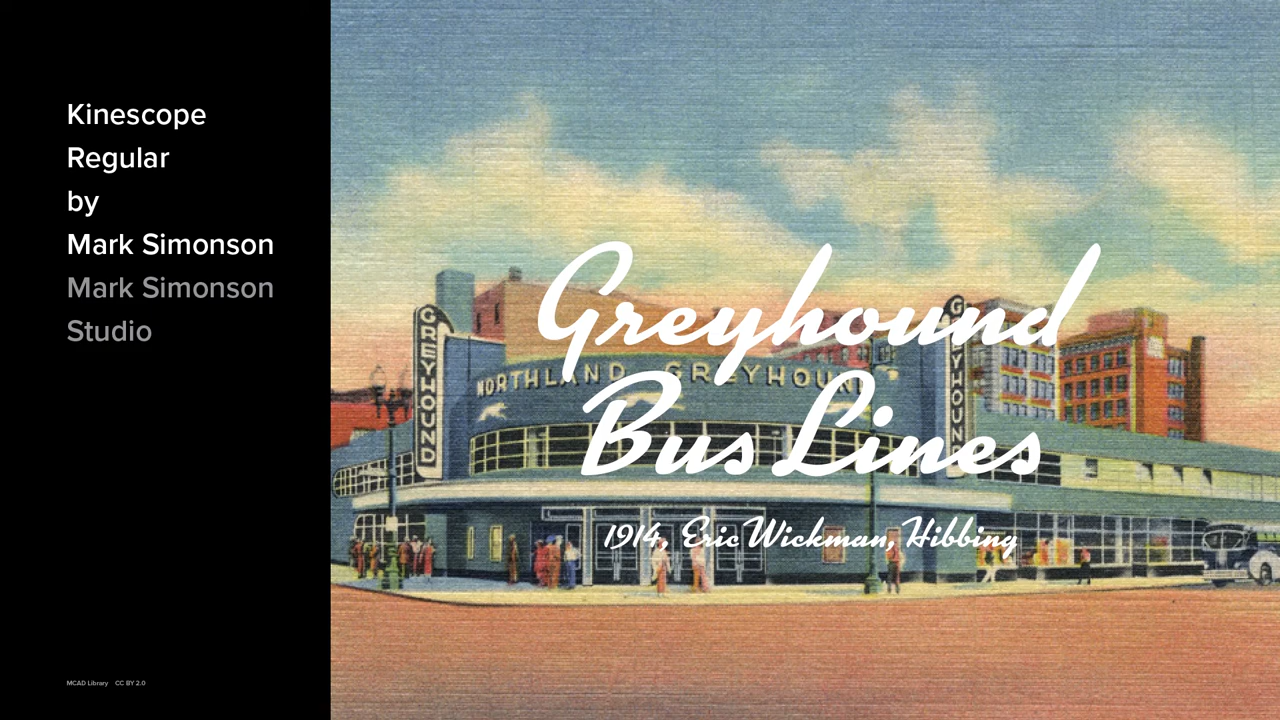 Kinescope
Regular
by
Mark Simonson
Mark Simonson
Studio
MCAD Library CC BY 2.0
Greyhound
Bus Lines
1914, Eric Wickman, Hibbing
GREYHOUND
NORTHLAND GREYHOUND
GREYHOUND